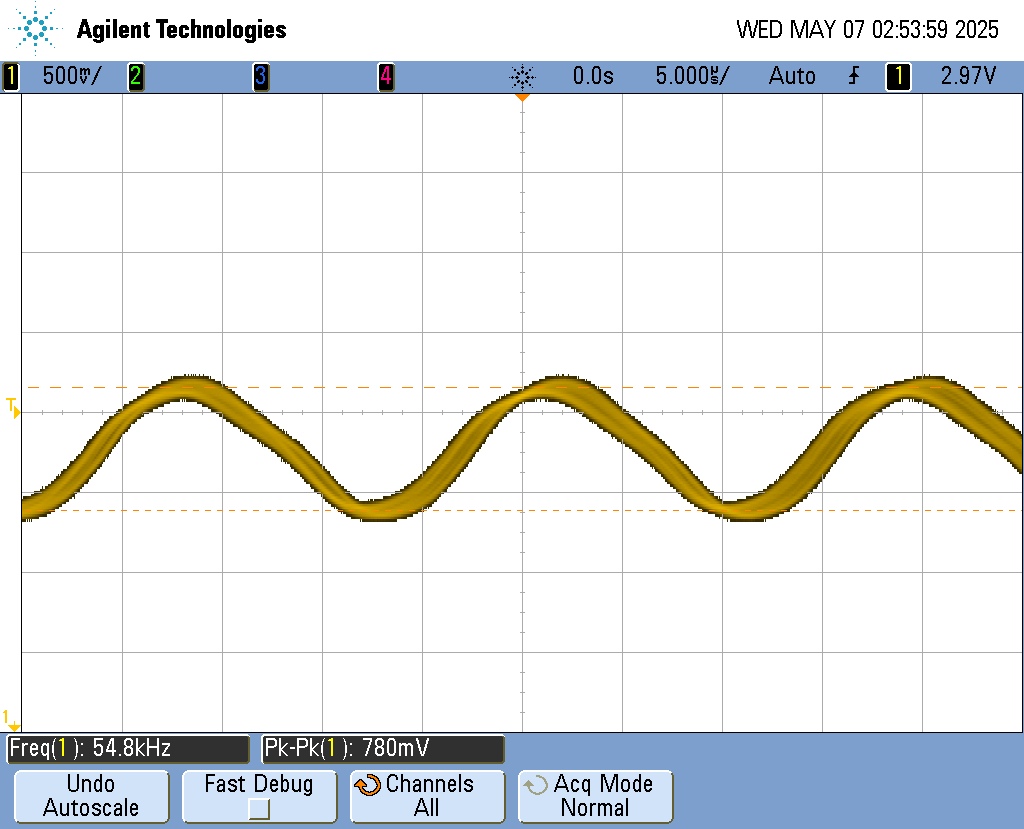 Agilent Technologies
WED MAY 07 02:53:59 2025
1 500mV/ 2 3 4 0.0s 5.000µs/ Auto 1 2.97V
T
1
Freq(1): 54.8kHz Pk-Pk(1): 780mV
Undo Autoscale
Fast Debug
Channels All
Acq Mode Normal